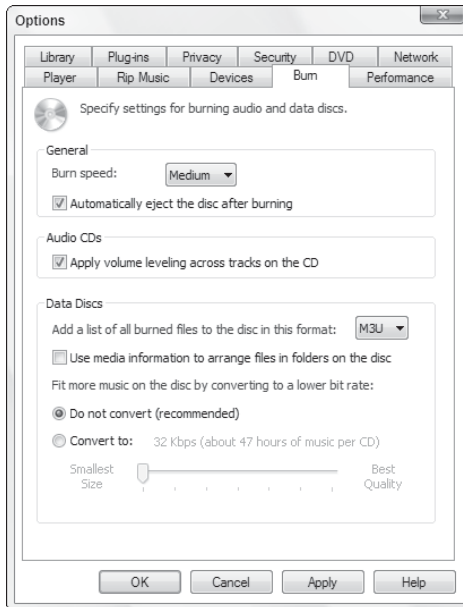 Options
Library Plug-ins Privacy Security DVD Network
Player Rip Music Devices Burn Performance
Specify settings for burning audio and data discs.
General
Burn speed: Medium
Automatically eject the disc after burning
Audio CDs
Apply volume leveling across tracks on the CD
Data Discs
Add a list of all burned files to the disc in this format: M3U
Use media information to arrange files in folders on the disc
Fit more music on the disc by converting to a lower bit rate:
Do not convert (recommended)
Convert to: 32 Kbps (about 47 hours of music per CD)
Smallest Best
Size Quality
OK Cancel Apply Help